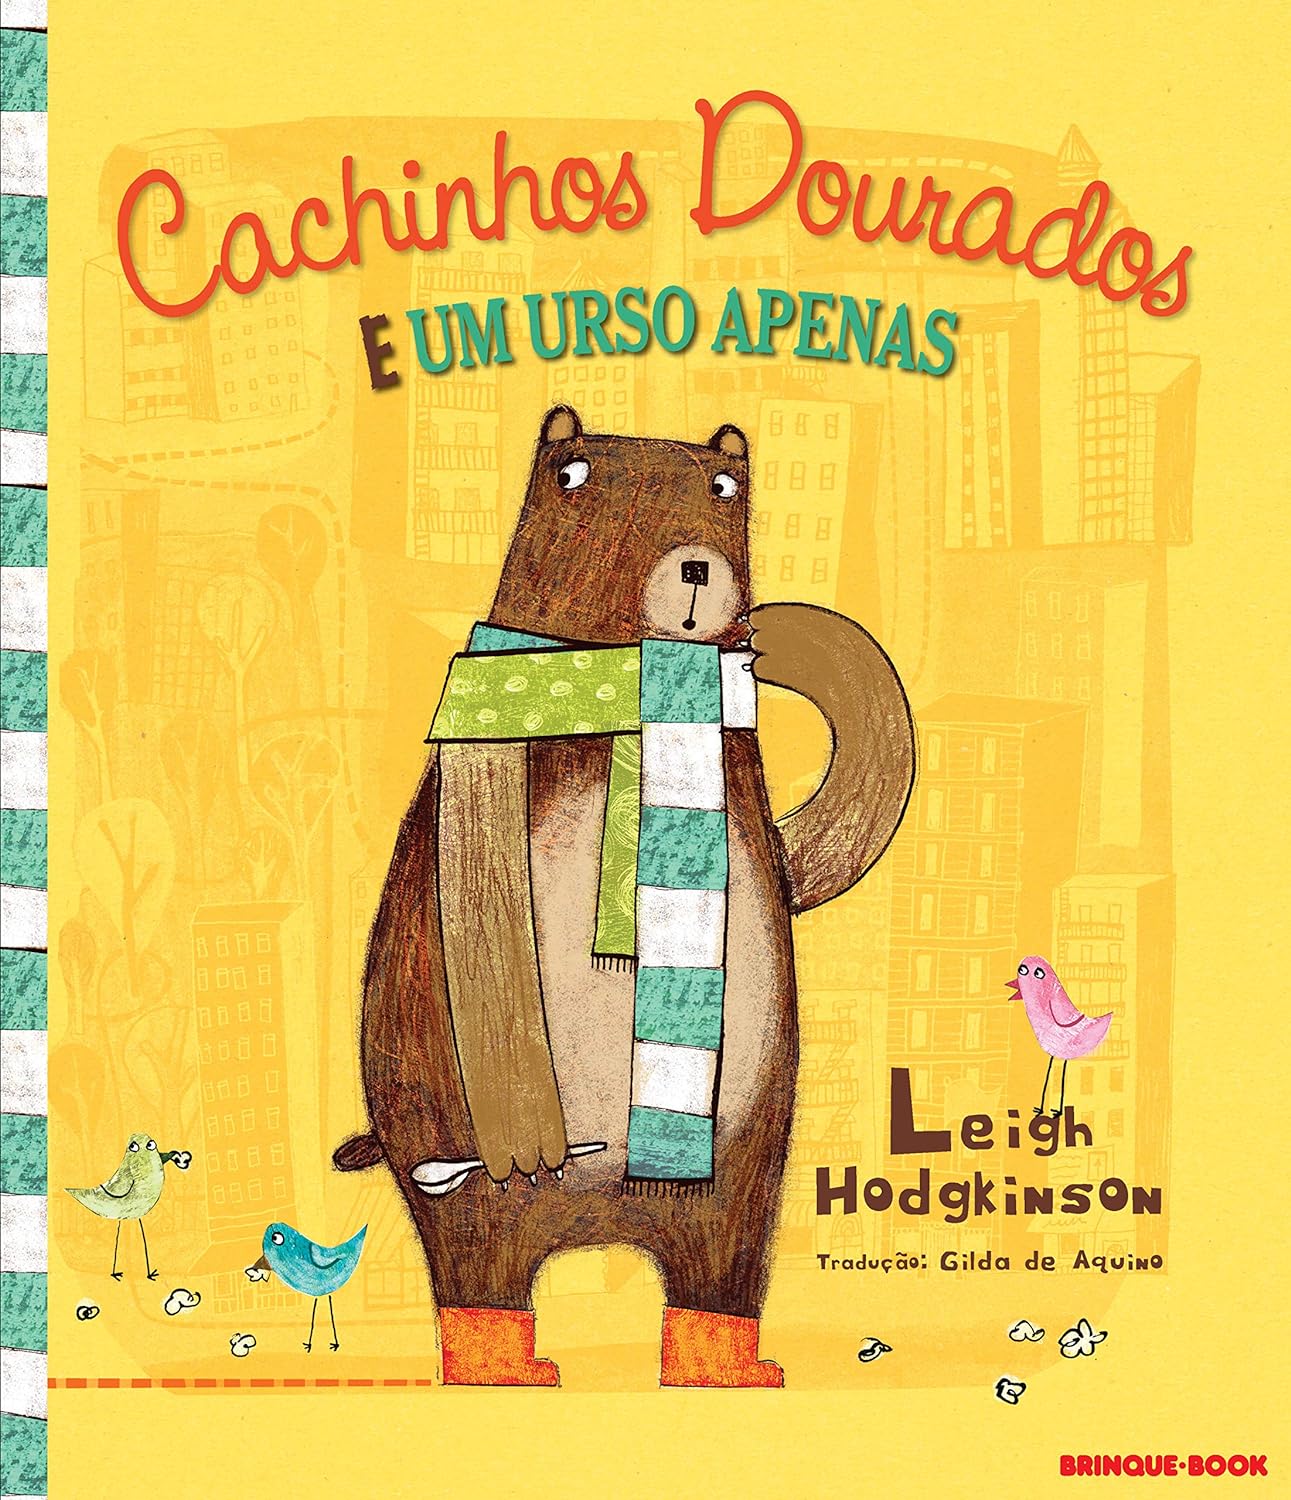 Cachinhos Dourados
E UM URSO APENAS
Leigh
Hodgkinson
Tradução: Gilda de Aquino
BRINQUE-BOOK